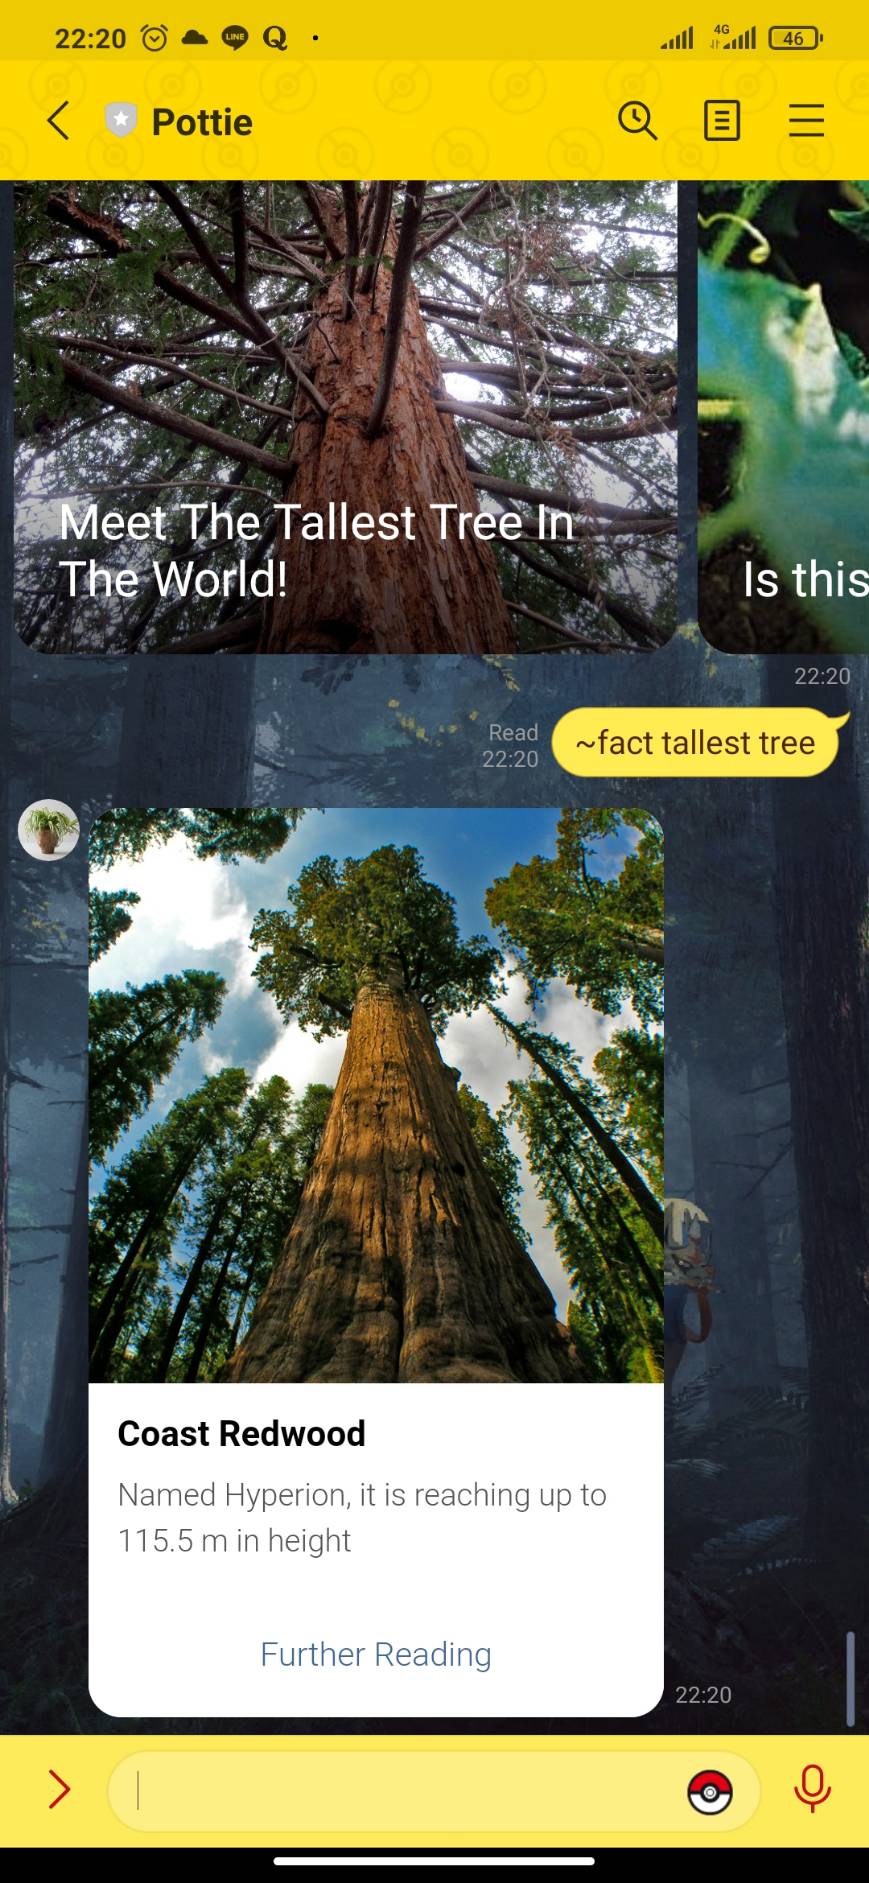 22:20
LINE
Q
4G
46
Pottie
Meet The Tallest Tree In
The World!
Is this
22:20
Read
22:20
~fact tallest tree
Coast Redwood
Named Hyperion, it is reaching up to
115.5 m in height
Further Reading
22:20